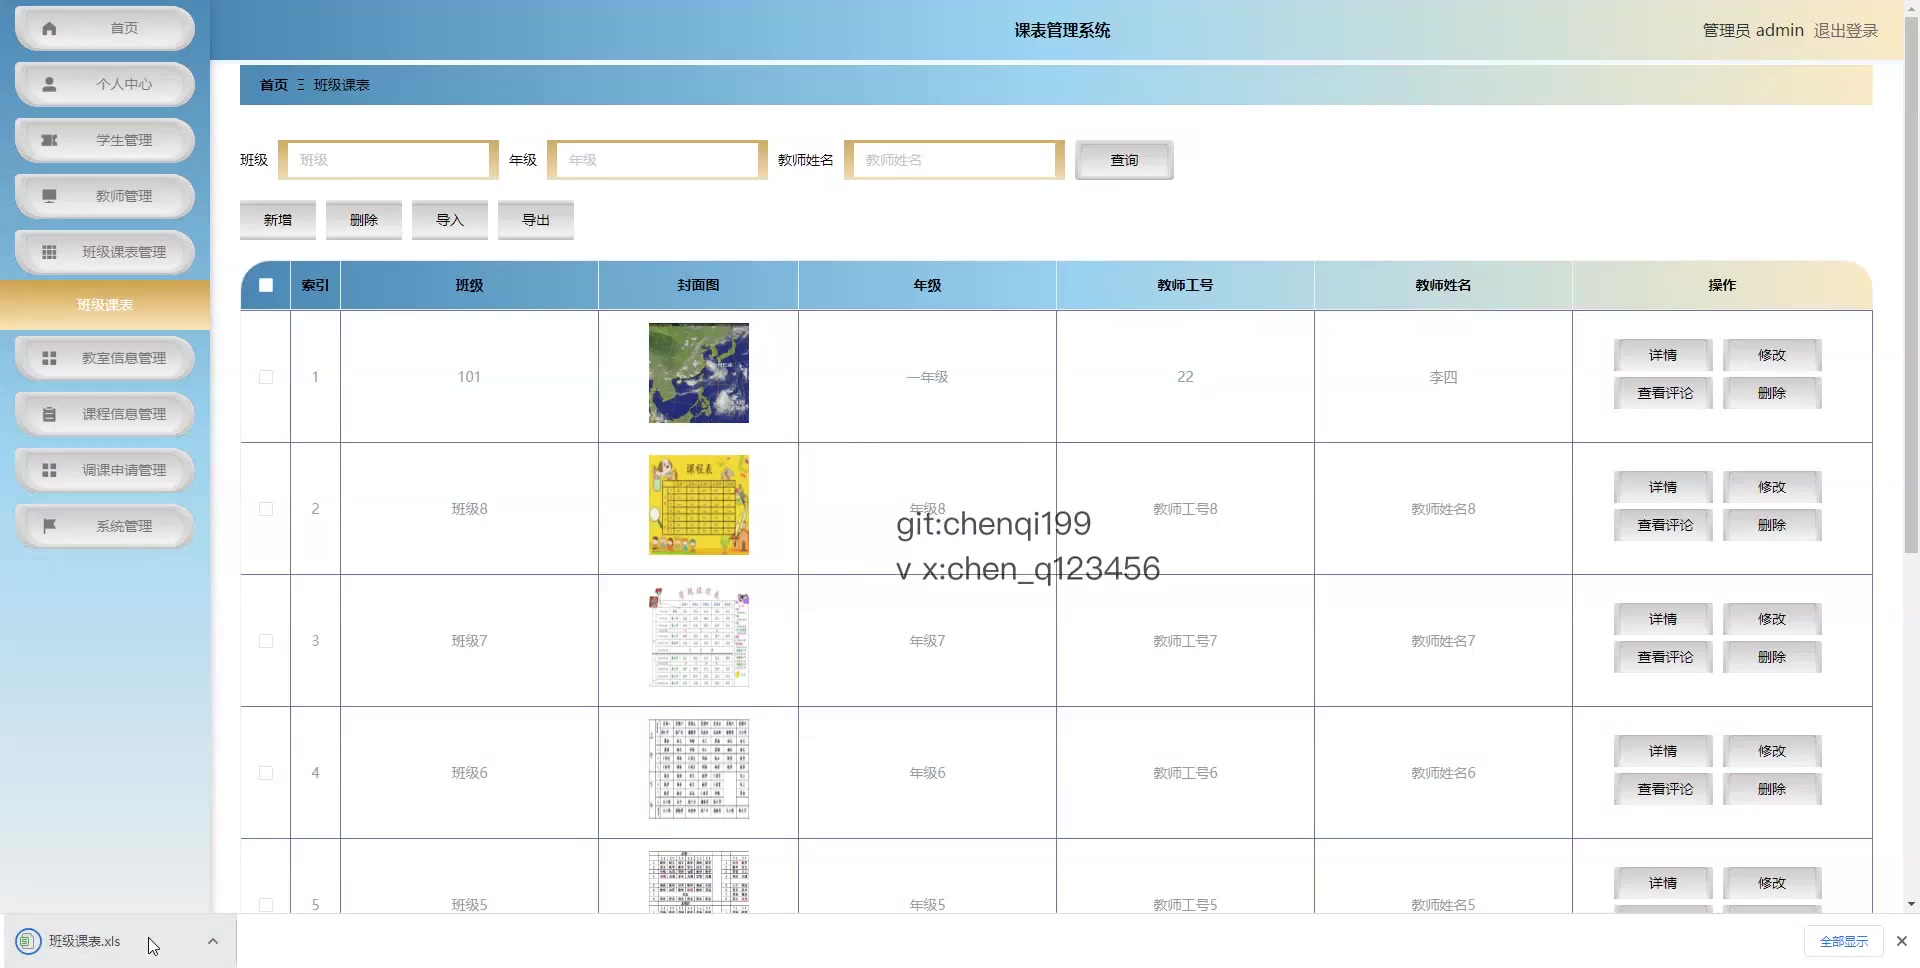 首页
个人中心
学生管理
教师管理
班级课表管理
班级课表
教室信息管理
课程信息管理
调课申请管理
系统管理
课表管理系统
管理员 admin 退出登录
首页 Ξ 班级课表
班级 班级 年级 年级 教师姓名 教师姓名 查询
新增 删除 导入 导出
索引 班级 封面图 年级 教师工号 教师姓名 操作
1 101 一年级 22 李四 详情 修改
查看评论 删除
课程表
2 班级8 年级8 教师工号8 教师姓名8 详情 修改
查看评论 删除
git:chenqi199
v x:chen_q123456
3 班级7 年级7 教师工号7 教师姓名7 详情 修改
查看评论 删除
4 班级6 年级6 教师工号6 教师姓名6 详情 修改
查看评论 删除
5 班级5 年级5 教师工号5 教师姓名5 详情 修改
班级课表.xls
全部显示